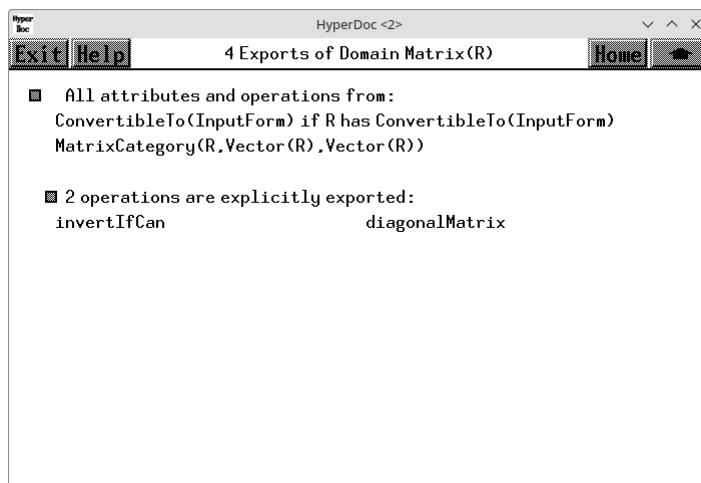 Hyper Doc HyperDoc <2>
Exit Help 4 Exports of Domain Matrix(R) Home
All attributes and operations from:
ConvertibleTo(InputForm) if R has ConvertibleTo(InputForm)
MatrixCategory(R,Vector(R),Vector(R))
2 operations are explicitly exported:
invertIfCan diagonalMatrix